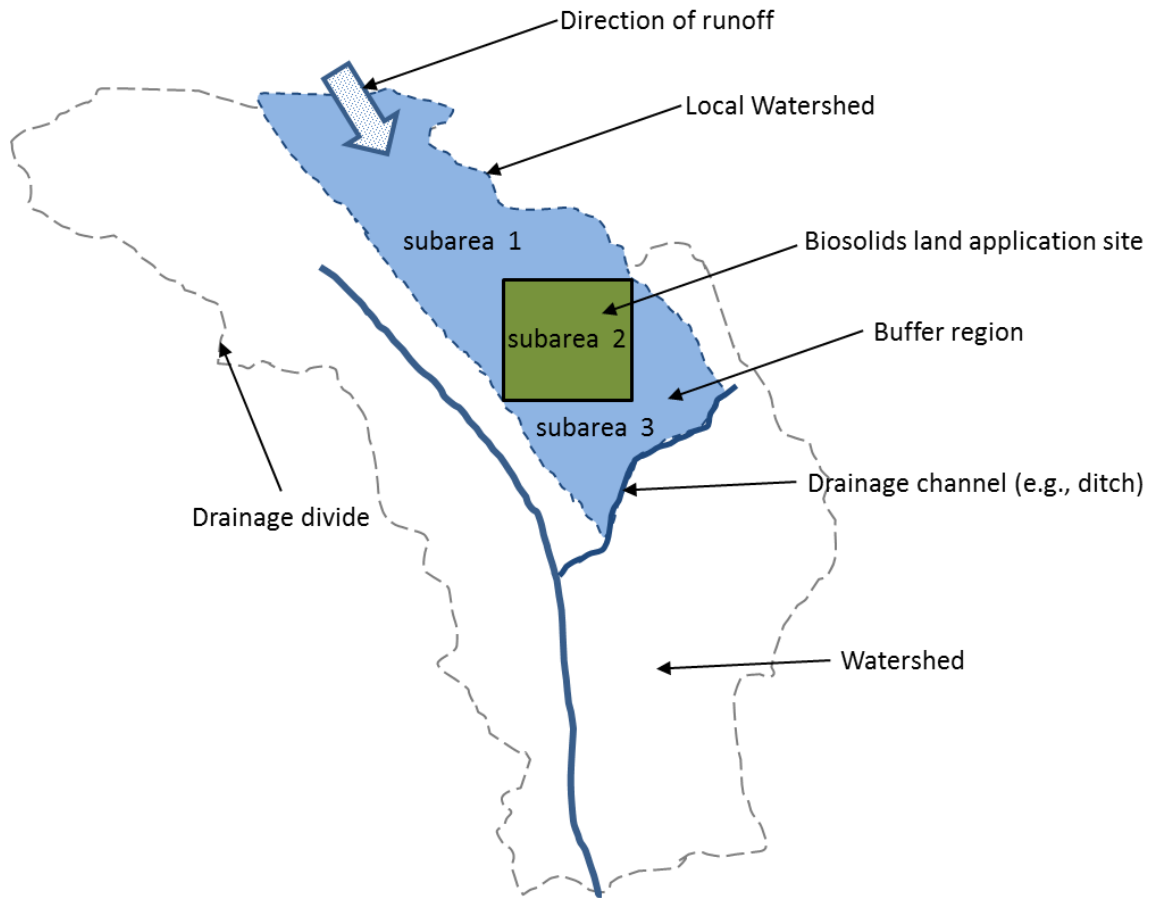 Direction of runoff
Local Watershed
subarea 1
Biosolids land application site
subarea 2
Buffer region
subarea 3
Drainage channel (e.g., ditch)
Drainage divide
Watershed